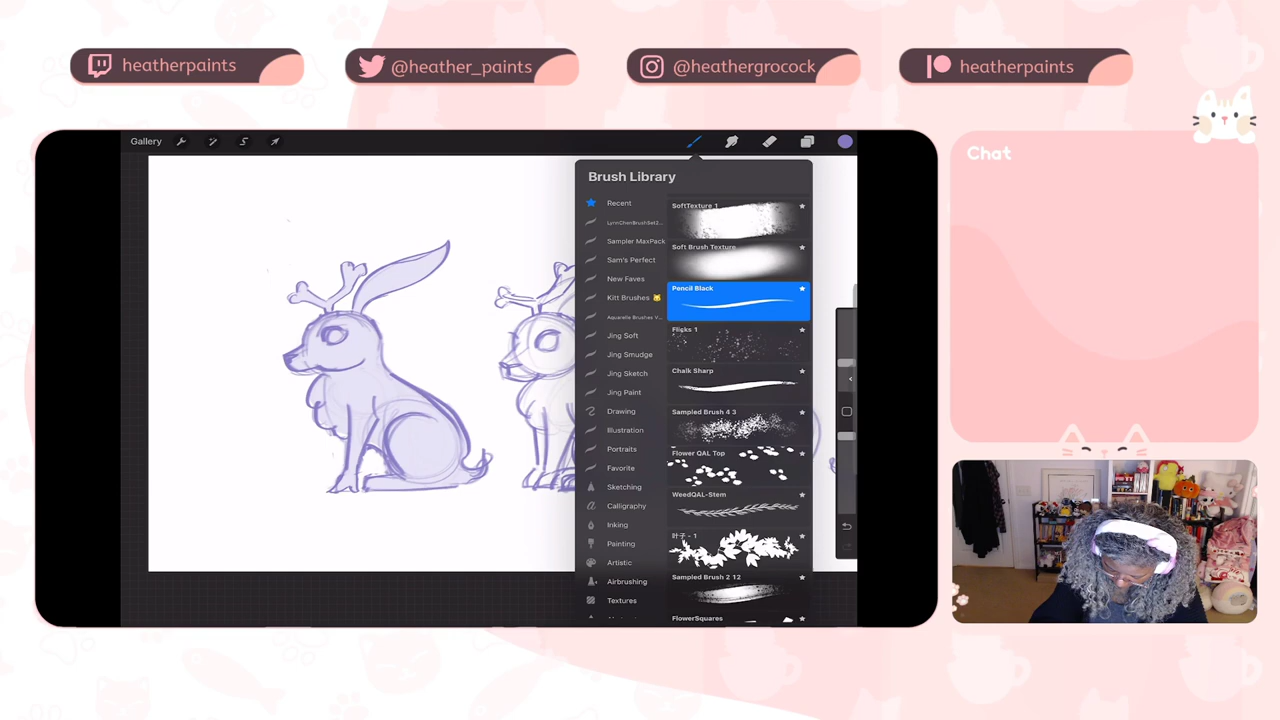 heatherpaints
@heather_paints
@heathergrocock
heatherpaints
Gallery
Brush Library
Recent
Sampler MaxPack
Sam's Perfect
New Faves
Kitt Brushes 😺
Aquarelle Brushes V...
Jing Soft
Jing Smudge
Jing Sketch
Jing Paint
Drawing
Illustration
Portraits
Favorite
Sketching
Calligraphy
Inking
Painting
Artistic
Airbrushing
Textures
SoftTexture 1
Soft Brush Texture
Pencil Black
Flicks 1
Chalk Sharp
Sampled Brush 4 3
Flower QAL Top
WeedQAL-Stem
叶子 - 1
Sampled Brush 2 12
FlowerSquares
Chat